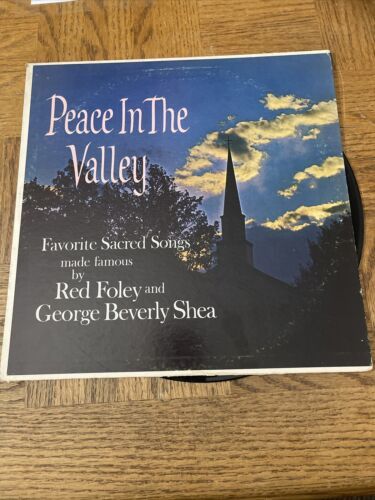 Peace In The
Valley
Favorite Sacred Songs
made famous
by
Red Foley and
George Beverly Shea